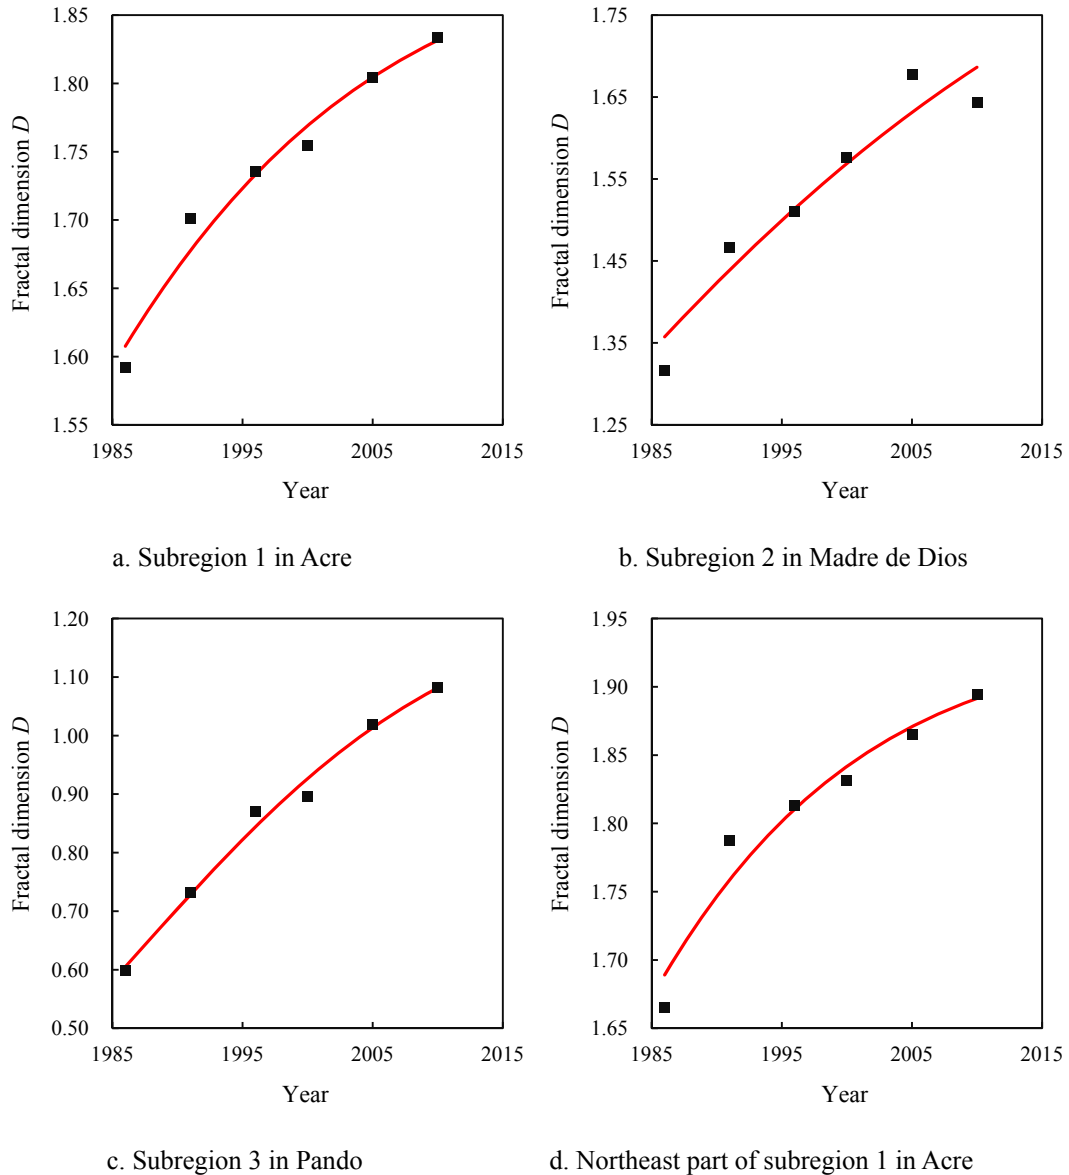 1.85
1.80
1.75
1.70
1.65
1.60
1.55
Fractal dimension D
1985 1995 2005 2015
Year
a. Subregion 1 in Acre
1.75
1.65
1.55
1.45
1.35
1.25
Fractal dimension D
1985 1995 2005 2015
Year
b. Subregion 2 in Madre de Dios
1.20
1.10
1.00
0.90
0.80
0.70
0.60
0.50
Fractal dimension D
1985 1995 2005 2015
Year
c. Subregion 3 in Pando
1.95
1.90
1.85
1.80
1.75
1.70
1.65
Fractal dimension D
1985 1995 2005 2015
Year
d. Northeast part of subregion 1 in Acre